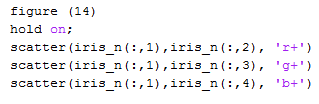 figure (14)
hold on;
scatter(iris_n(:,1),iris_n(:,2), 'r+')
scatter(iris_n(:,1),iris_n(:,3), 'g+')
scatter(iris_n(:,1),iris_n(:,4), 'b+')